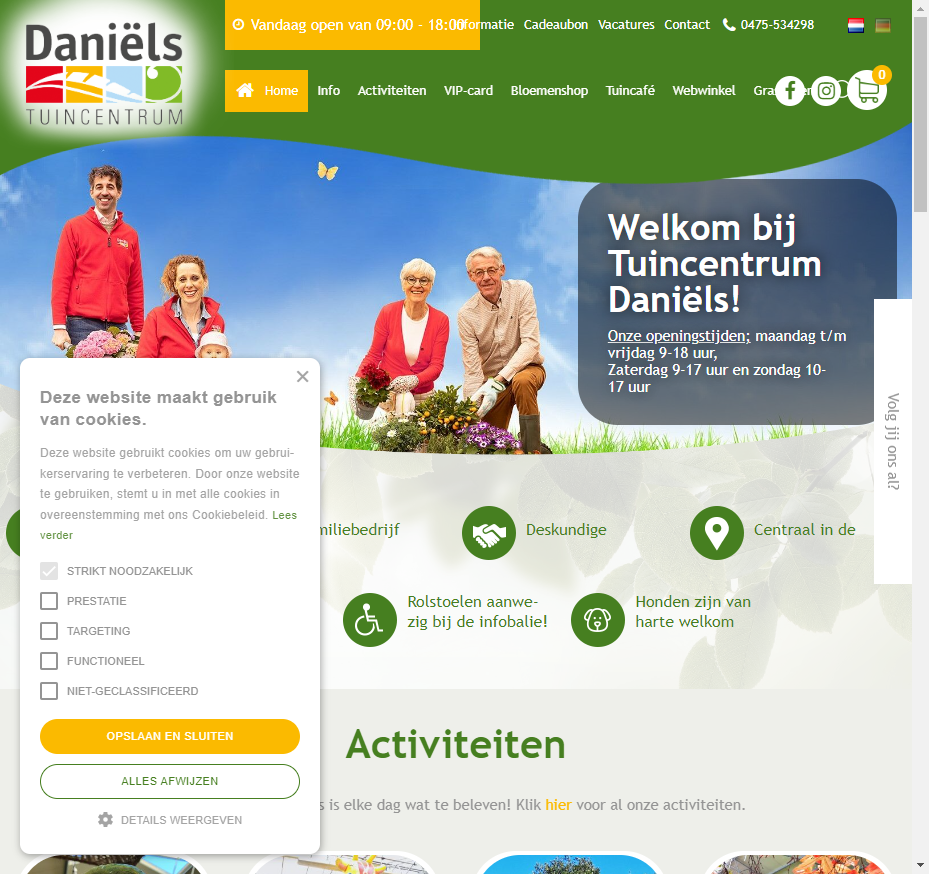 Daniëls
TUINCENTRUM
Vandaag open van 09:00 - 18:00
Informatie Cadeaubon Vacatures Contact 0475-534298
Home Info Activiteiten VIP-card Bloemenshop Tuincafé Webwinkel
0
Welkom bij
Tuincentrum
Daniëls!
Onze openingstijden; maandag t/m
vrijdag 9-18 uur,
Zaterdag 9-17 uur en zondag 10-
17 uur
Volg jij ons al?
Deze website maakt gebruik
van cookies.
Deze website gebruikt cookies om uw gebrui-
kerservaring te verbeteren. Door onze website
te gebruiken, stemt u in met alle cookies in
overeenstemming met ons Cookiebeleid. Lees
verder
STRIKT NOODZAKELIJK
PRESTATIE
TARGETING
FUNCTIONEEL
NIET-GECLASSIFICEERD
OPSLAAN EN SLUITEN
ALLES AFWIJZEN
DETAILS WEERGEVEN
miliebedrijf
Deskundige
Centraal in de
Rolstoelen aanwe-
zig bij de infobalie!
Honden zijn van
harte welkom
Activiteiten
s is elke dag wat te beleven! Klik hier voor al onze activiteiten.